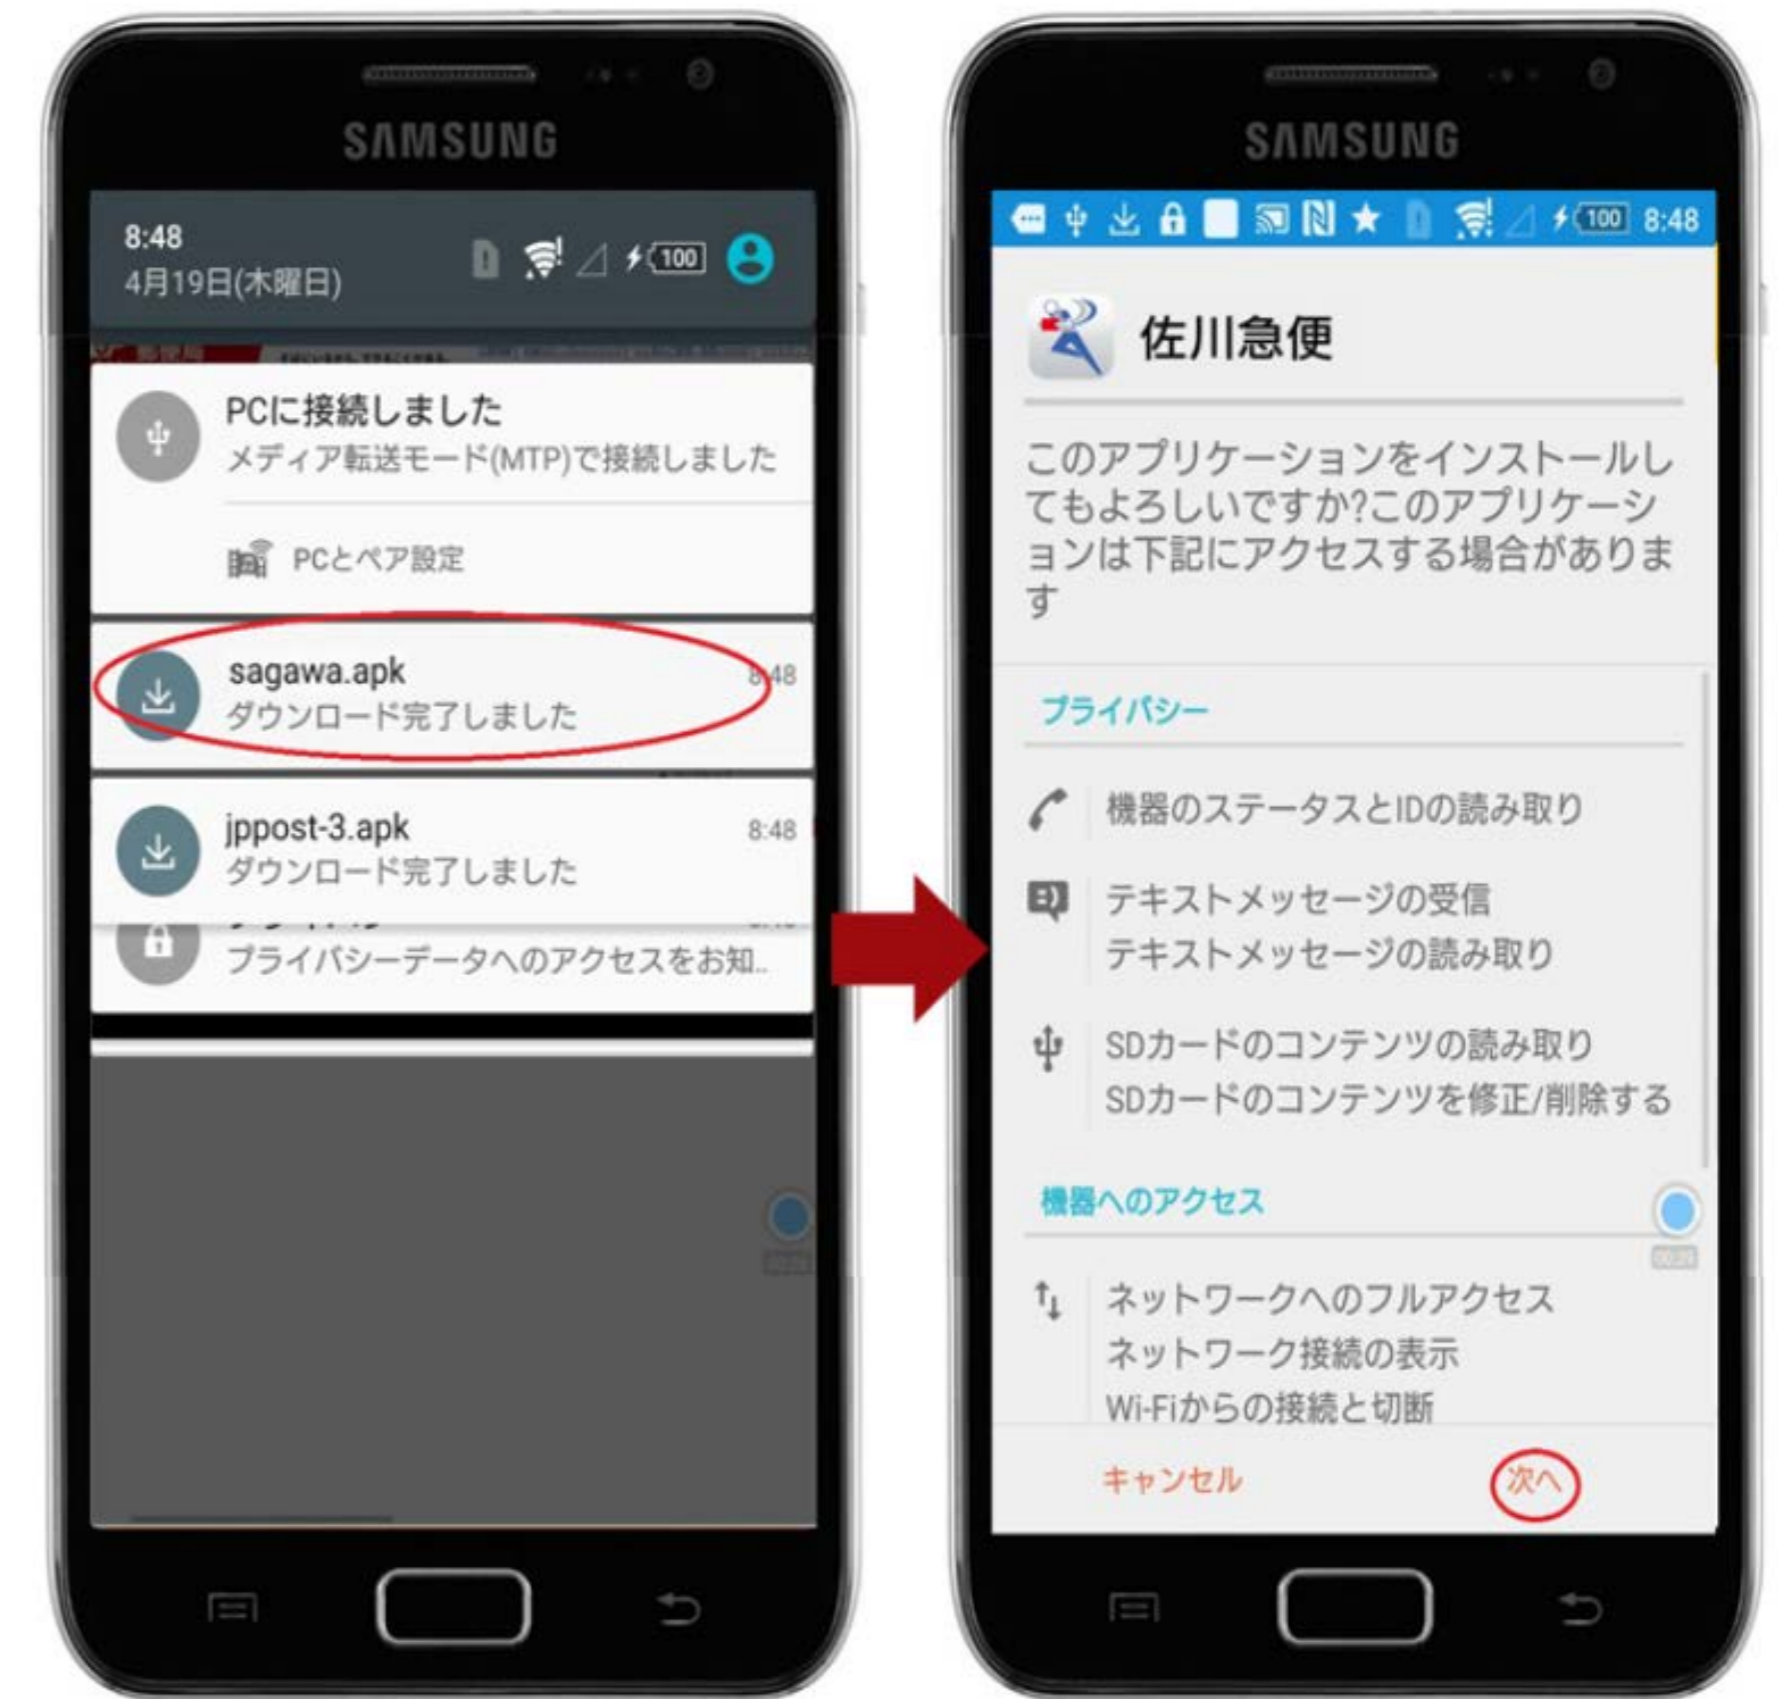 SAMSUNG
8:48
4月19日(木曜日)
100
郵便局
PCに接続しました
メディア転送モード(MTP)で接続しました
PCとペア設定
sagawa.apk
8:48
ダウンロード完了しました
jppost-3.apk
8:48
ダウンロード完了しました
プライバシーデータへのアクセスをお知..
SAMSUNG
100 8:48
佐川急便
このアプリケーションをインストールし
てもよろしいですか?このアプリケーシ
ョンは下記にアクセスする場合がありま
す
プライバシー
機器のステータスとIDの読み取り
テキストメッセージの受信
テキストメッセージの読み取り
SDカードのコンテンツの読み取り
SDカードのコンテンツを修正/削除する
機器へのアクセス
ネットワークへのフルアクセス
ネットワーク接続の表示
Wi-Fiからの接続と切断
キャンセル
次へ